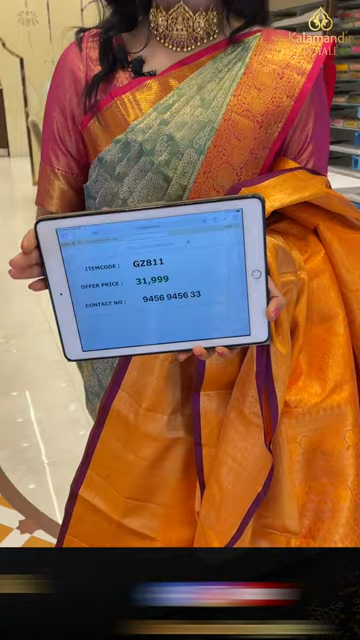 Kalamandir
ROYALE
ITEMCODE : GZ811
OFFER PRICE : 31,999
CONTACT NO : 9456 9456 33